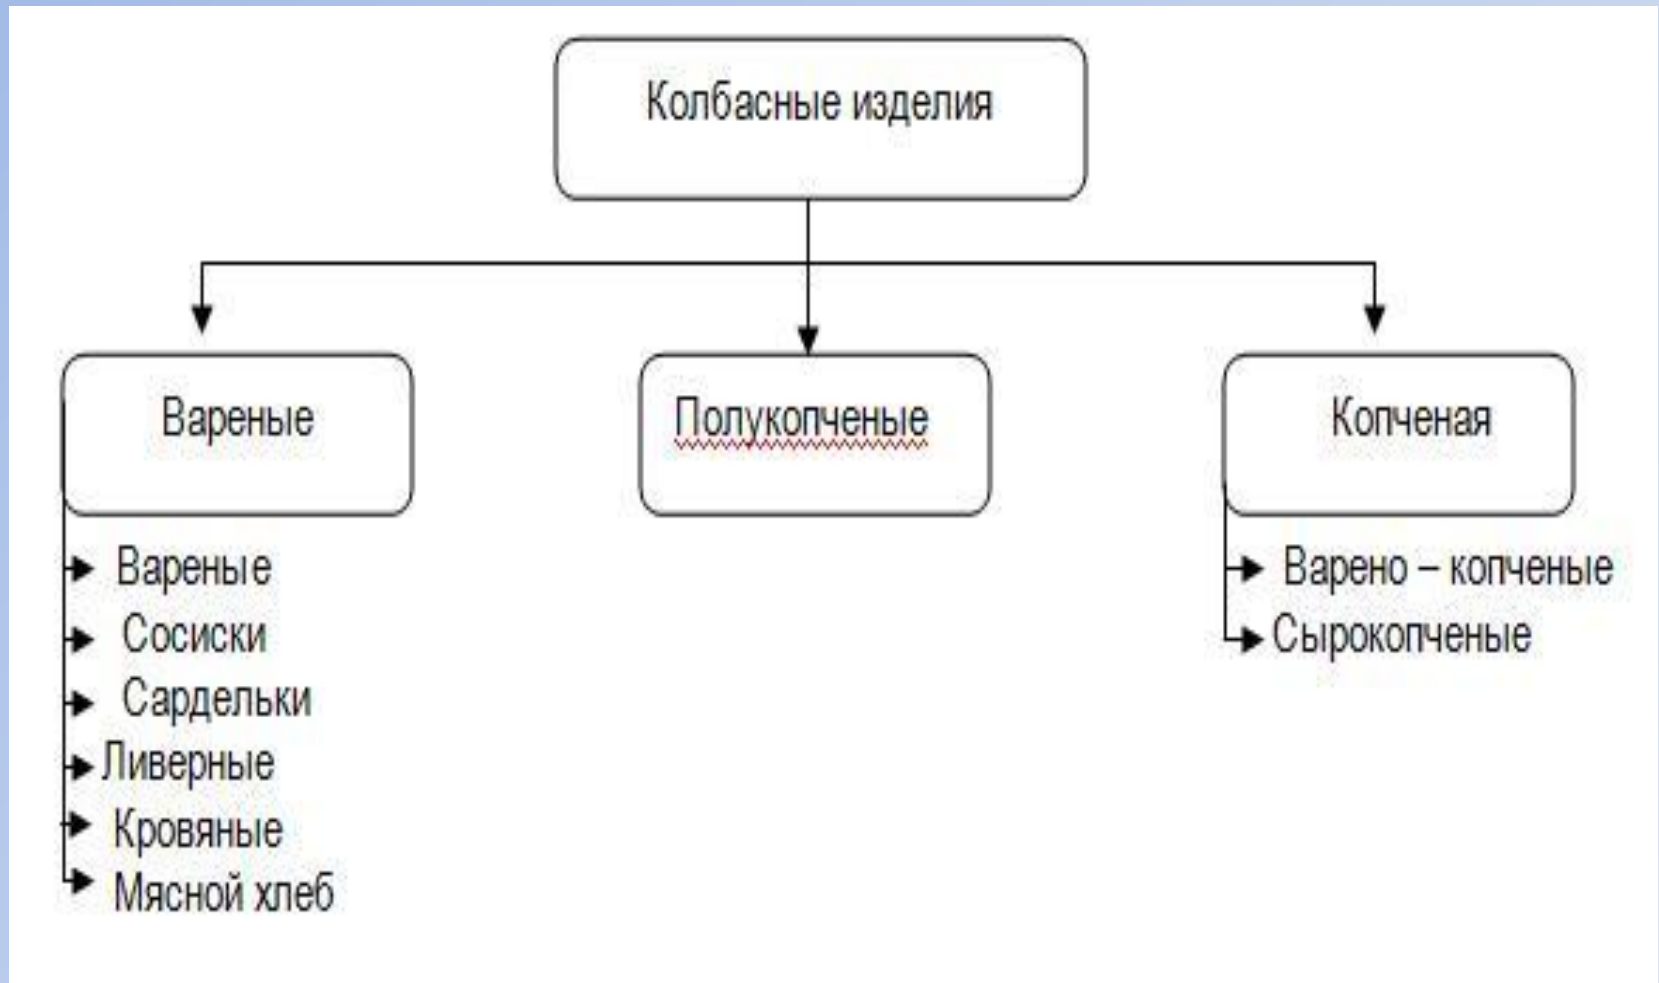 Колбасные изделия
Вареные
Полукопченые
Копченая
Вареные
Сосиски
Сардельки
Ливерные
Кровяные
Мясной хлеб
Варено – копченые
Сырокопченые